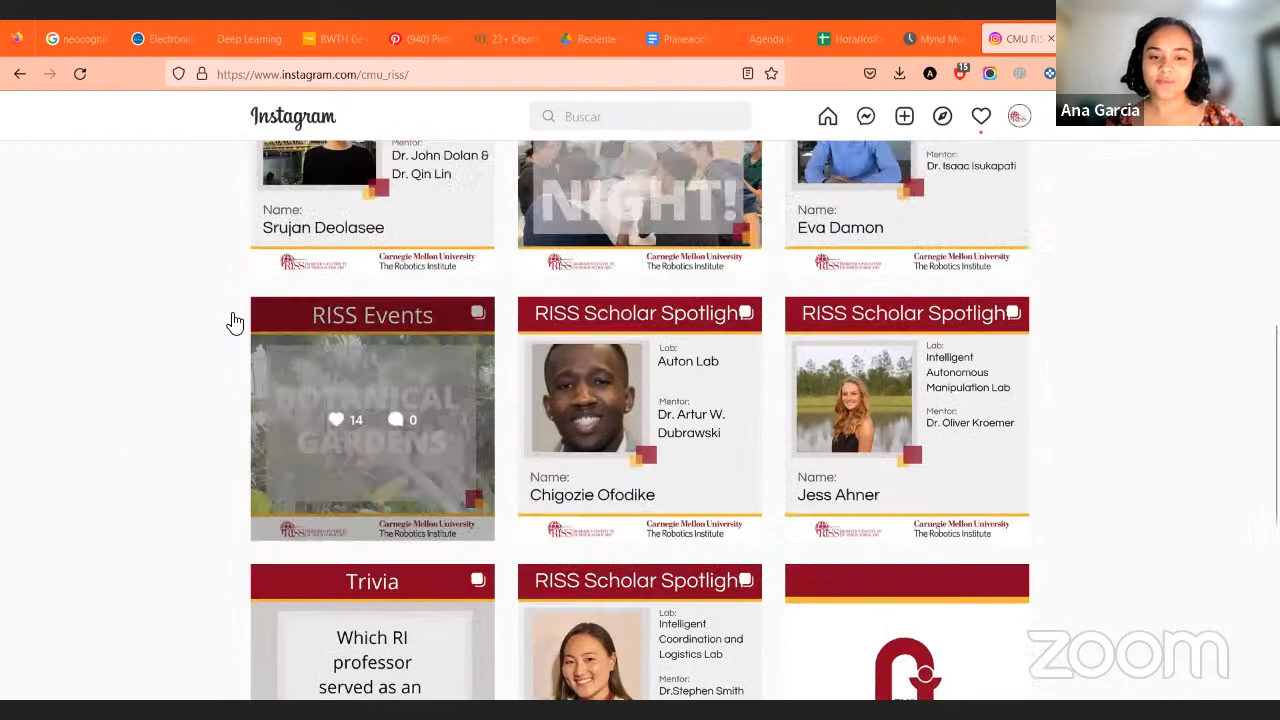 neocognit
Electronic
Deep Learning
RWTH Ge
(940) Pint
23+ Creat
Reciente
Planeació
Agenda
HorariosR
Mynd Mu
CMU RIS
https://www.instagram.com/cmu_riss/
15
Ana Garcia
Instagram
Buscar
Mentor:
Dr. John Dolan &
Dr. Qin Lin
Name:
Srujan Deolasee
Carnegie Mellon University
The Robotics Institute
NIGHT!
Carnegie Mellon University
The Robotics Institute
Mentor:
Dr. Isaac Isukapati
Name:
Eva Damon
Carnegie Mellon University
The Robotics Institute
RISS Events
BOTANICAL
GARDENS
14
0
Carnegie Mellon University
The Robotics Institute
RISS Scholar Spotligh
Lab:
Auton Lab
Mentor:
Dr. Artur W.
Dubrawski
Name:
Chigozie Ofodike
Carnegie Mellon University
The Robotics Institute
RISS Scholar Spotligh
Lab:
Intelligent
Autonomous
Manipulation Lab
Mentor:
Dr. Oliver Kroemer
Name:
Jess Ahner
Carnegie Mellon University
The Robotics Institute
Trivia
Which RI
professor
served as an
RISS Scholar Spotligh
Lab:
Intelligent
Coordination and
Logistics Lab
Mentor:
Dr.Stephen Smith
zoom